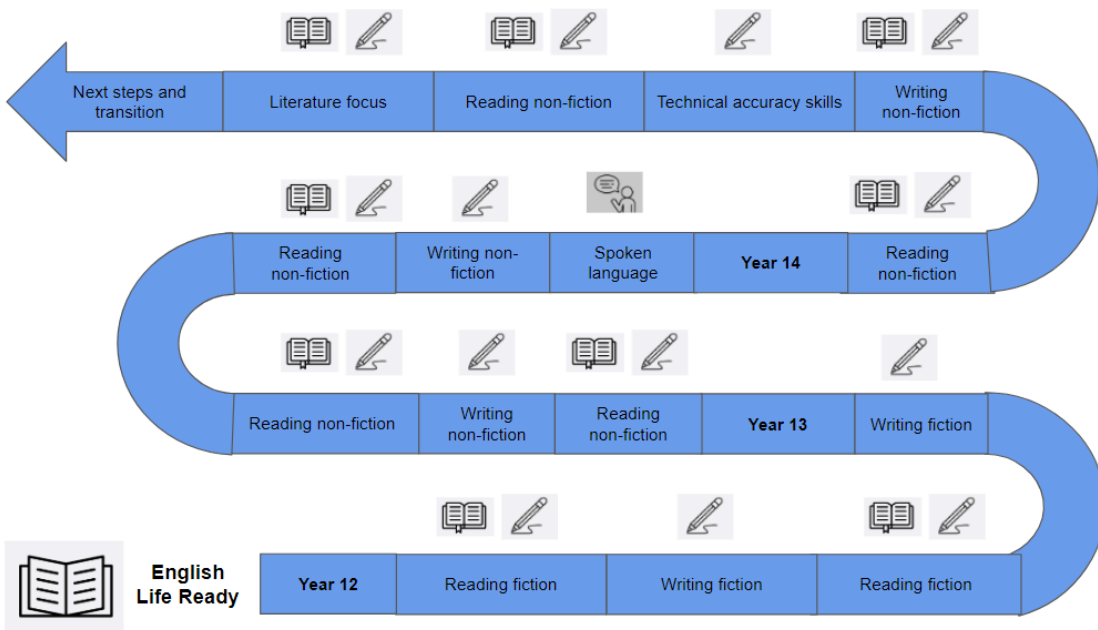 Next steps and
transition
Literature focus
Reading non-fiction
Technical accuracy skills
Writing
non-fiction
Reading
non-fiction
Writing non-
fiction
Spoken
language
Year 14
Reading
non-fiction
Reading non-fiction
Writing
non-fiction
Reading
non-fiction
Year 13
Writing fiction
English
Life Ready
Year 12
Reading fiction
Writing fiction
Reading fiction